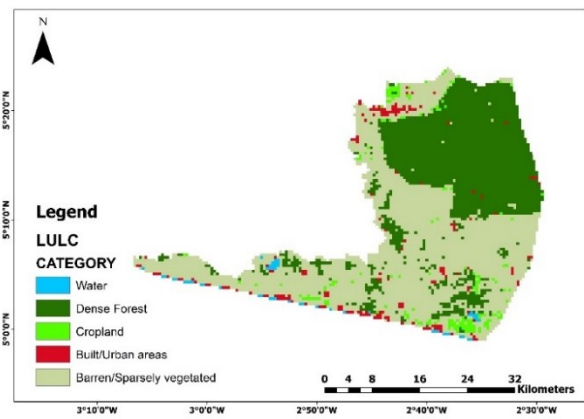 N
5°20'0"N
5°10'0"N
5°0'0"N
Legend
LULC
CATEGORY
Water
Dense Forest
Cropland
Built/Urban areas
Barren/Sparsely vegetated
0 4 8 16 24 32
Kilometers
3°10'0"W 3°0'0"W 2°50'0"W 2°40'0"W 2°30'0"W